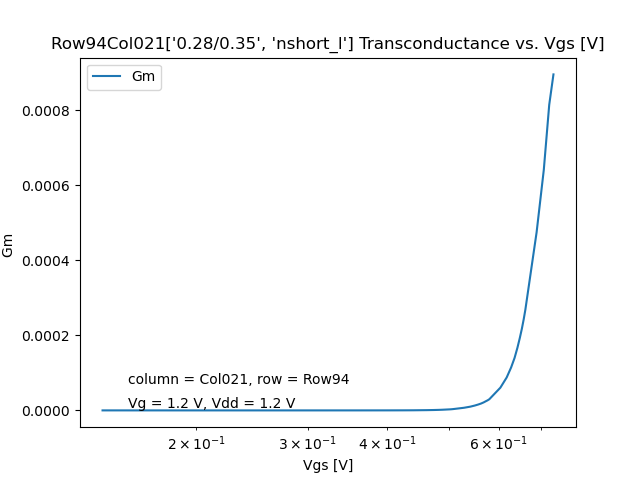 Row94Col021['0.28/0.35', 'nshort_l'] Transconductance vs. Vgs [V]
Gm
0.0008
0.0006
0.0004
0.0002
0.0000
Gm
column = Col021, row = Row94
Vg = 1.2 V, Vdd = 1.2 V
2 × 10⁻¹ 3 × 10⁻¹ 4 × 10⁻¹ 6 × 10⁻¹
Vgs [V]